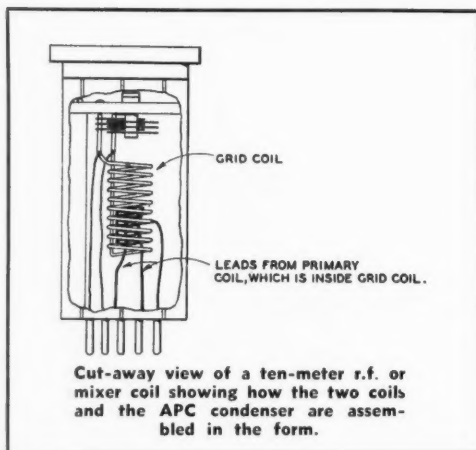 GRID COIL
LEADS FROM PRIMARY
COIL, WHICH IS INSIDE GRID COIL.
Cut-away view of a ten-meter r.f. or
mixer coil showing how the two coils
and the APC condenser are assem-
bled in the form.